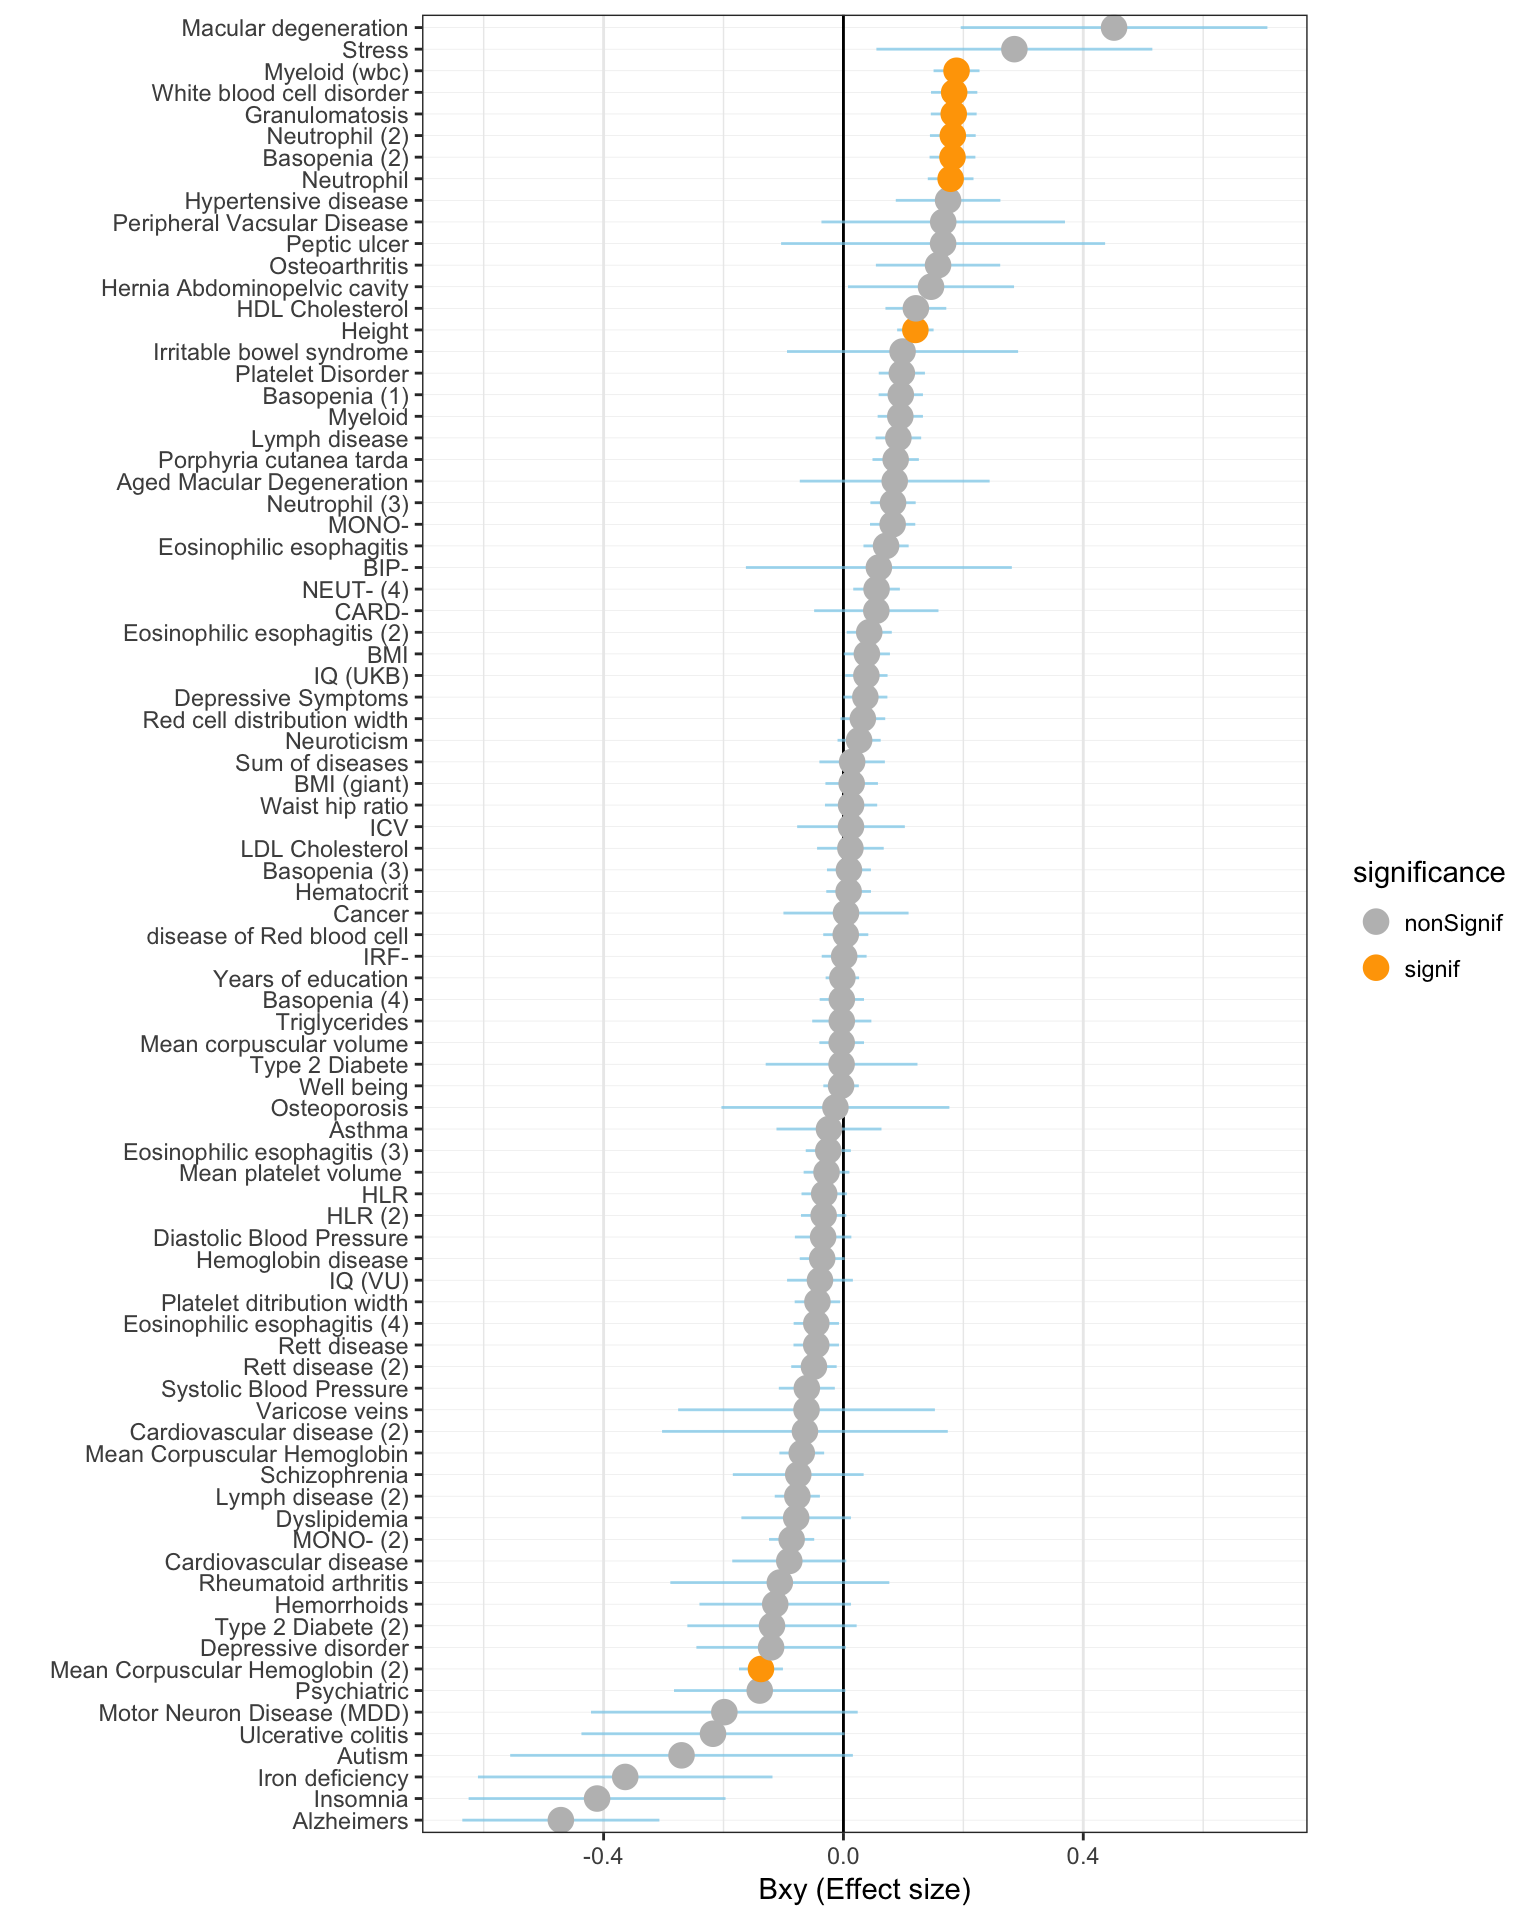 Macular degeneration
Stress
Myeloid (wbc)
White blood cell disorder
Granulomatosis
Neutrophil (2)
Basopenia (2)
Neutrophil
Hypertensive disease
Peripheral Vacsular Disease
Peptic ulcer
Osteoarthritis
Hernia Abdominopelvic cavity
HDL Cholesterol
Height
Irritable bowel syndrome
Platelet Disorder
Basopenia (1)
Myeloid
Lymph disease
Porphyria cutanea tarda
Aged Macular Degeneration
Neutrophil (3)
MONO-
Eosinophilic esophagitis
BIP-
NEUT- (4)
CARD-
Eosinophilic esophagitis (2)
BMI
IQ (UKB)
Depressive Symptoms
Red cell distribution width
Neuroticism
Sum of diseases
BMI (giant)
Waist hip ratio
ICV
LDL Cholesterol
Basopenia (3)
Hematocrit
Cancer
disease of Red blood cell
IRF-
Years of education
Basopenia (4)
Triglycerides
Mean corpuscular volume
Type 2 Diabete
Well being
Osteoporosis
Asthma
Eosinophilic esophagitis (3)
Mean platelet volume
HLR
HLR (2)
Diastolic Blood Pressure
Hemoglobin disease
IQ (VU)
Platelet ditribution width
Eosinophilic esophagitis (4)
Rett disease
Rett disease (2)
Systolic Blood Pressure
Varicose veins
Cardiovascular disease (2)
Mean Corpuscular Hemoglobin
Schizophrenia
Lymph disease (2)
Dyslipidemia
MONO- (2)
Cardiovascular disease
Rheumatoid arthritis
Hemorrhoids
Type 2 Diabete (2)
Depressive disorder
Mean Corpuscular Hemoglobin (2)
Psychiatric
Motor Neuron Disease (MDD)
Ulcerative colitis
Autism
Iron deficiency
Insomnia
Alzheimers
-0.4 0.0 0.4
Bxy (Effect size)
significance
nonSignif
signif